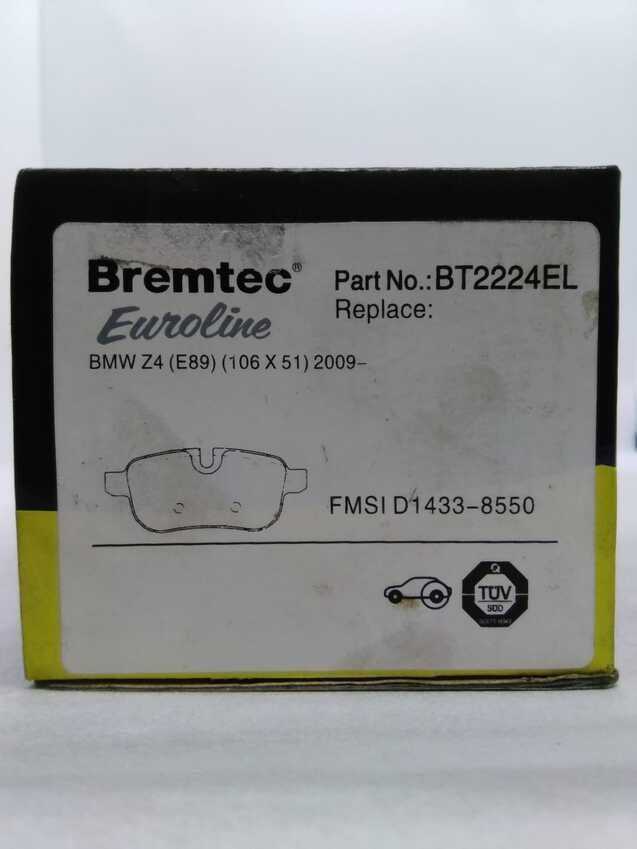 Bremtec®
Euroline
Part No.: BT2224EL
Replace:
BMW Z4 (E89) (106 X 51) 2009-
FMSI D1433-8550
TÜV
SÜD